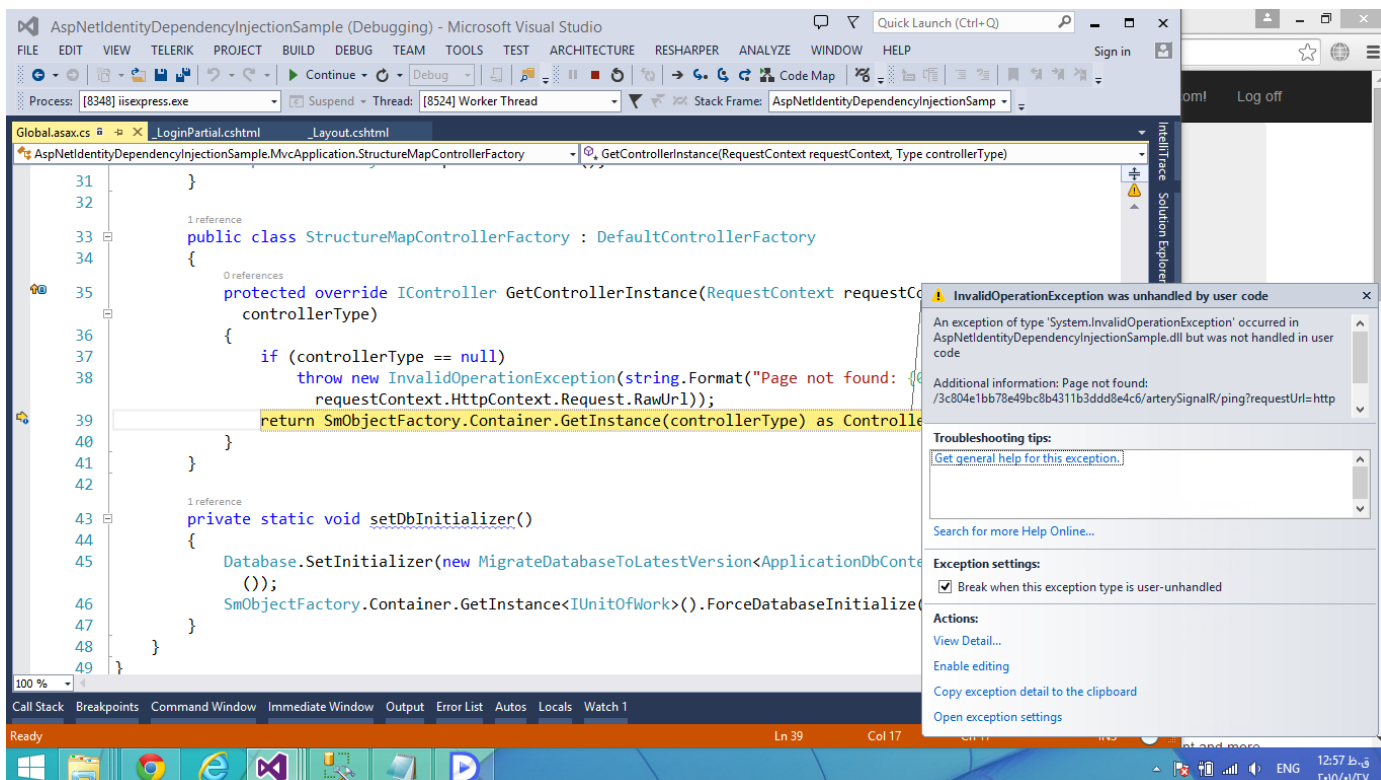 AspNetIdentityDependencyInjectionSample (Debugging) - Microsoft Visual Studio
Quick Launch (Ctrl+Q)
FILE EDIT VIEW TELERIK PROJECT BUILD DEBUG TEAM TOOLS TEST ARCHITECTURE RESHARPER ANALYZE WINDOW HELP
Sign in
Continue
Debug
Code Map
Process: [8348] iisexpress.exe
Suspend
Thread: [8524] Worker Thread
Stack Frame: AspNetIdentityDependencyInjectionSamp
om! Log off
Global.asax.cs
_LoginPartial.cshtml
_Layout.cshtml
AspNetIdentityDependencyInjectionSample.MvcApplication.StructureMapControllerFactory
GetControllerInstance(RequestContext requestContext, Type controllerType)
IntelliTrace
Solution Explorer
31 }
32
1 reference
33 public class StructureMapControllerFactory : DefaultControllerFactory
34 {
0 references
35 protected override IController GetControllerInstance(RequestContext requestCo
controllerType)
36 {
37 if (controllerType == null)
38 throw new InvalidOperationException(string.Format("Page not found: {0
requestContext.HttpContext.Request.RawUrl));
39 return SmObjectFactory.Container.GetInstance(controllerType) as Controlle
40 }
41 }
42
1 reference
43 private static void setDbInitializer()
44 {
45 Database.SetInitializer(new MigrateDatabaseToLatestVersion<ApplicationDbConte
());
46 SmObjectFactory.Container.GetInstance<IUnitOfWork>().ForceDatabaseInitialize(
47 }
48 }
49 }
100 %
InvalidOperationException was unhandled by user code
An exception of type 'System.InvalidOperationException' occurred in
AspNetIdentityDependencyInjectionSample.dll but was not handled in user
code
Additional information: Page not found:
/3c804e1bb78e49bc8b4311b3ddd8e4c6/arterySignalR/ping?requestUrl=http
Troubleshooting tips:
Get general help for this exception.
Search for more Help Online...
Exception settings:
Break when this exception type is user-unhandled
Actions:
View Detail...
Enable editing
Copy exception detail to the clipboard
Open exception settings
Call Stack Breakpoints Command Window Immediate Window Output Error List Autos Locals Watch 1
Ready
Ln 39
Col 17
nt and more
ENG
12:57 ق.ظ